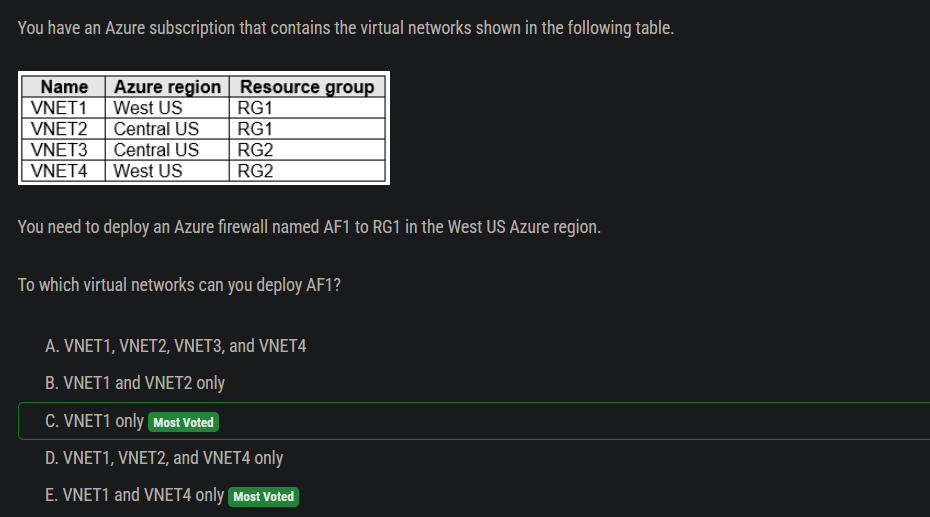 You have an Azure subscription that contains the virtual networks shown in the following table.
Name Azure region Resource group
VNET1 West US RG1
VNET2 Central US RG1
VNET3 Central US RG2
VNET4 West US RG2
You need to deploy an Azure firewall named AF1 to RG1 in the West US Azure region.
To which virtual networks can you deploy AF1?
A. VNET1, VNET2, VNET3, and VNET4
B. VNET1 and VNET2 only
C. VNET1 only Most Voted
D. VNET1, VNET2, and VNET4 only
E. VNET1 and VNET4 only Most Voted